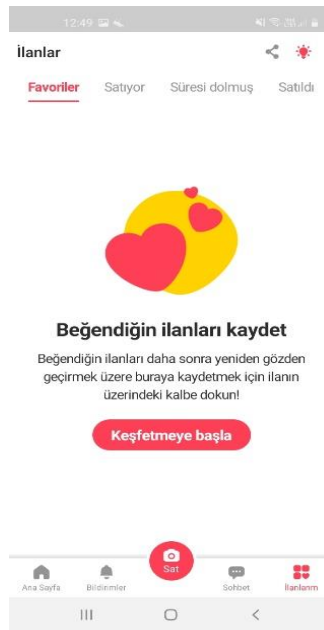 12:49
İlanlar
Favoriler Satıyor Süresi dolmuş Satıldı
Beğendiğin ilanları kaydet
Beğendiğin ilanları daha sonra yeniden gözden
geçirmek üzere buraya kaydetmek için ilanın
üzerindeki kalbe dokun!
Keşfetmeye başla
Ana Sayfa Bildirimler Sat Sohbet İlanlarım